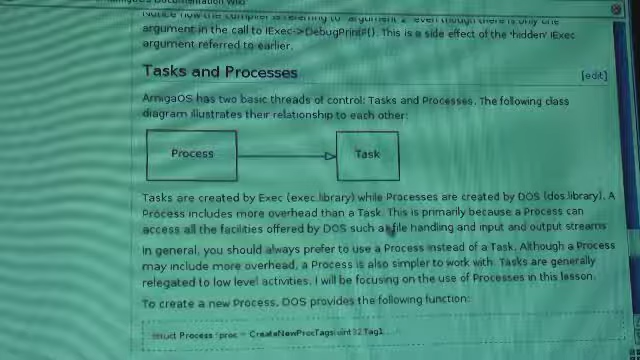 AmigaOS Documentation Wiki
Notice how the compiler is referring to 'argument 2' even though there is only one
argument in the call to IExec->DebugPrintF(). This is a side effect of the 'hidden' IExec
argument referred to earlier.
Tasks and Processes
[edit]
AmigaOS has two basic threads of control: Tasks and Processes. The following class
diagram illustrates their relationship to each other:
Process
Task
Tasks are created by Exec (exec.library) while Processes are created by DOS (dos.library). A
Process includes more overhead than a Task. This is primarily because a Process can
access all the facilities offered by DOS such as file handling and input and output streams
In general, you should always prefer to use a Process instead of a Task. Although a Process
may include more overhead, a Process is also simpler to work with. Tasks are generally
relegated to low level activities. I will be focusing on the use of Processes in this lesson.
To create a new Process, DOS provides the following function:
struct Process *proc = CreateNewProcTags(uint32 Tag1